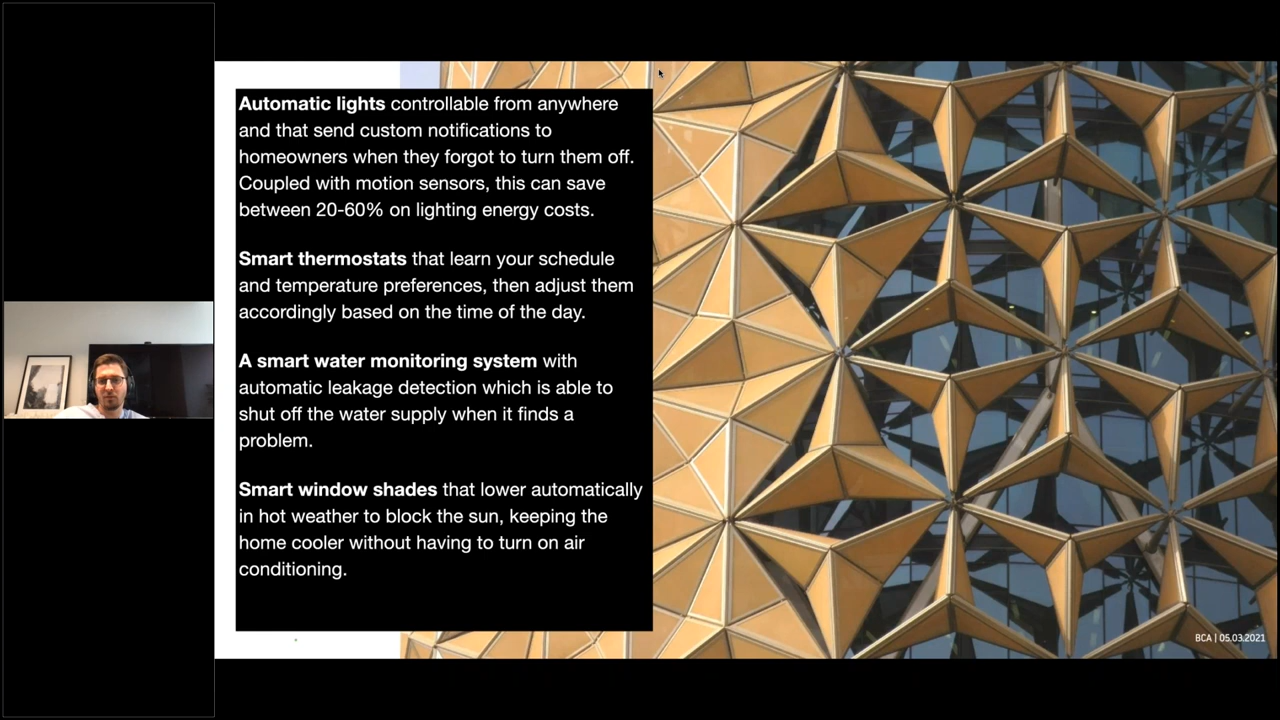 Automatic lights controllable from anywhere
and that send custom notifications to
homeowners when they forgot to turn them off.
Coupled with motion sensors, this can save
between 20-60% on lighting energy costs.
Smart thermostats that learn your schedule
and temperature preferences, then adjust them
accordingly based on the time of the day.
A smart water monitoring system with
automatic leakage detection which is able to
shut off the water supply when it finds a
problem.
Smart window shades that lower automatically
in hot weather to block the sun, keeping the
home cooler without having to turn on air
conditioning.
BCA | 05.03.2021